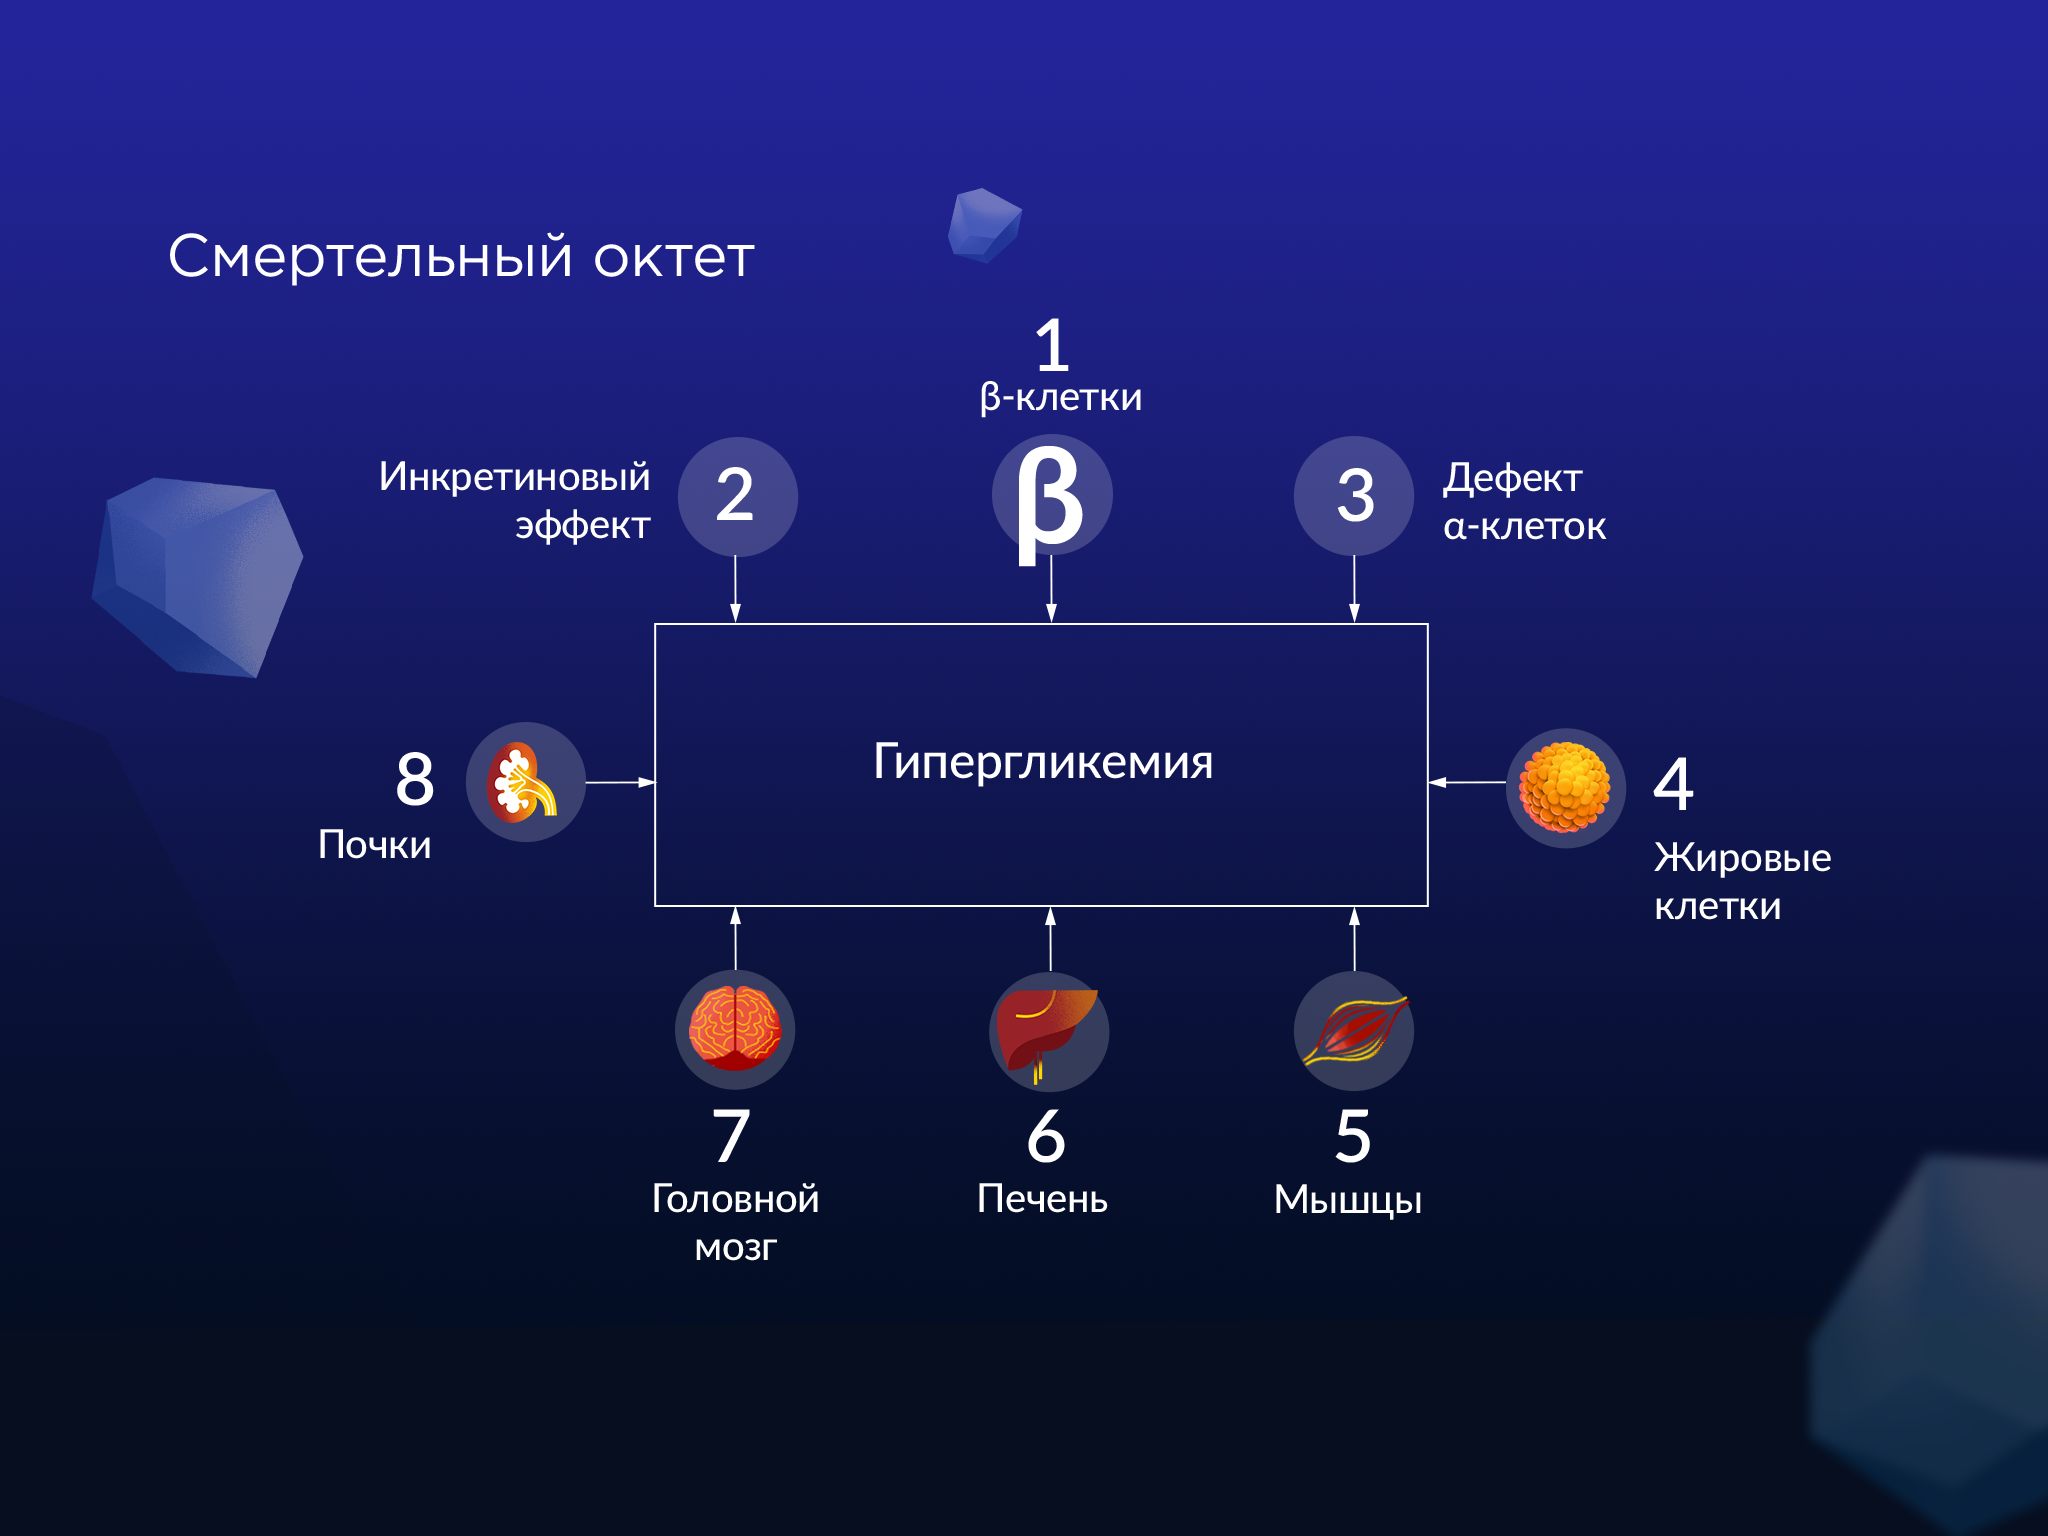 Смертельный октет
1
β-клетки
β
Инкретиновый
эффект
2
3
Дефект
α-клеток
Гипергликемия
8
Почки
4
Жировые
клетки
7
Головной
мозг
6
Печень
5
Мышцы